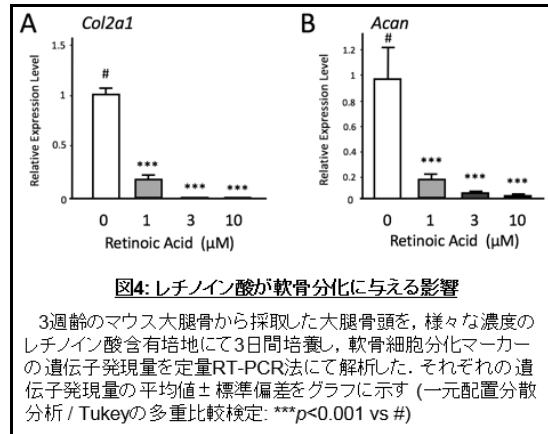 A Col2a1
Relative Expression Level
1.5
1
0.5
0
#
***
***
***
0 1 3 10
Retinoic Acid (μM)
B Acan
Relative Expression Level
1.2
1.0
0.8
0.6
0.4
0.2
0
#
***
***
***
0 1 3 10
Retinoic Acid (μM)
図4: レチノイン酸が軟骨分化に与える影響
3週齢のマウス大腿骨から採取した大腿骨頭を, 様々な濃度の
レチノイン酸含有培地にて3日間培養し, 軟骨細胞分化マーカー
の遺伝子発現量を定量RT-PCR法にて解析した. それぞれの遺
伝子発現量の平均値±標準偏差をグラフに示す (一元配置分散
分析 / Tukeyの多重比較検定: ***p<0.001 vs #)